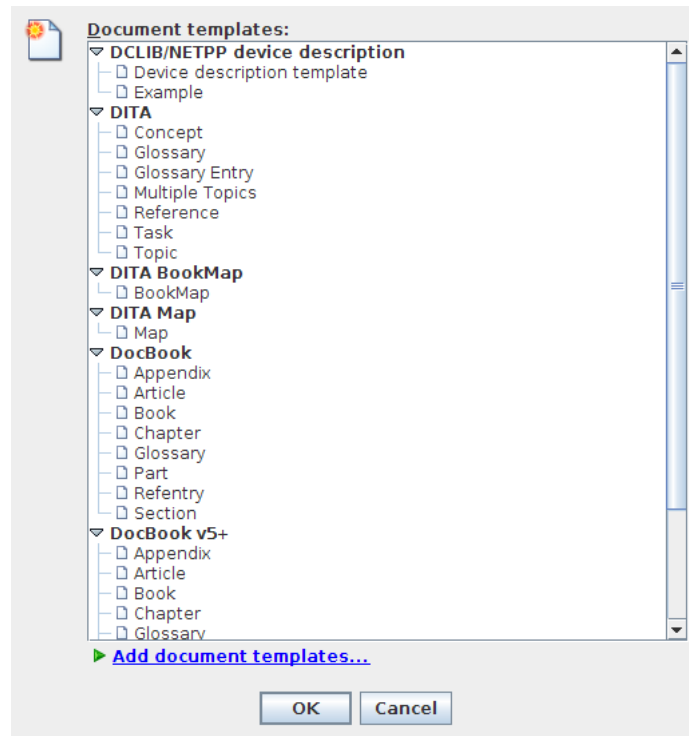 Document templates:
DCLIB/NETPP device description
Device description template
Example
DITA
Concept
Glossary
Glossary Entry
Multiple Topics
Reference
Task
Topic
DITA BookMap
BookMap
DITA Map
Map
DocBook
Appendix
Article
Book
Chapter
Glossary
Part
Refentry
Section
DocBook v5+
Appendix
Article
Book
Chapter
Glossary
Add document templates...
OK Cancel